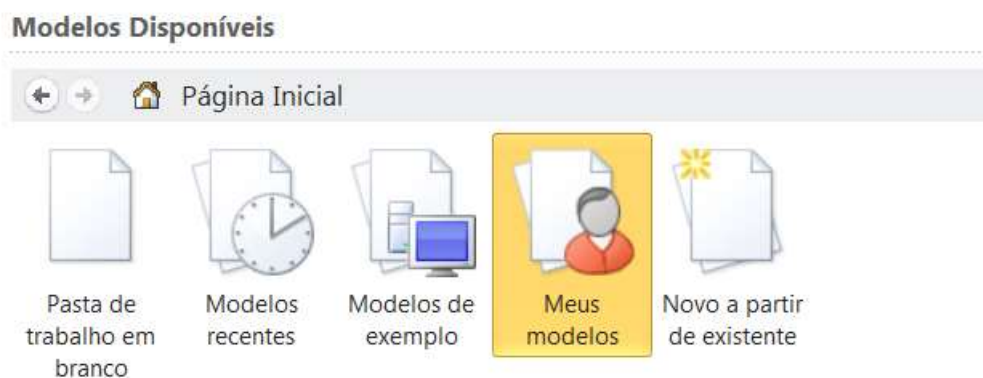 Modelos Disponíveis
Página Inicial
Pasta de
trabalho em
branco
Modelos
recentes
Modelos de
exemplo
Meus
modelos
Novo a partir
de existente